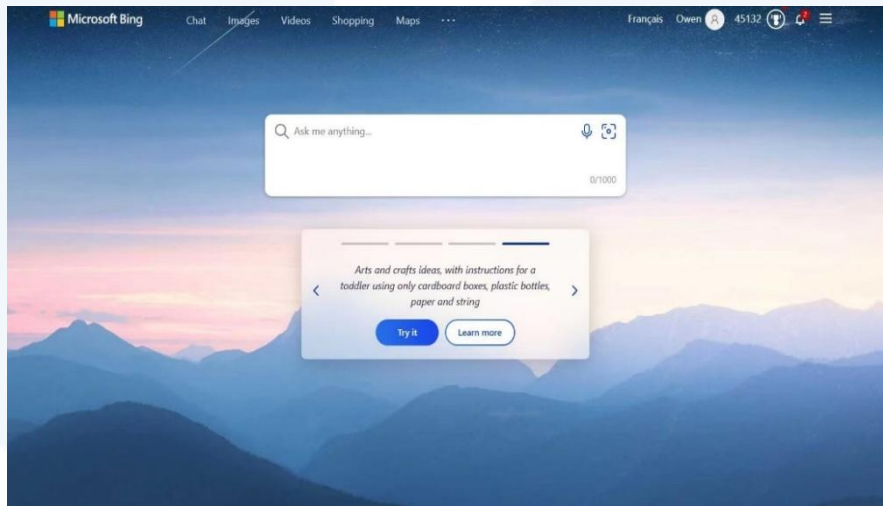 Microsoft Bing Chat Images Videos Shopping Maps ... Français Owen 45132 2
Ask me anything...
0/1000
Arts and crafts ideas, with instructions for a
toddler using only cardboard boxes, plastic bottles,
paper and string
Try it Learn more